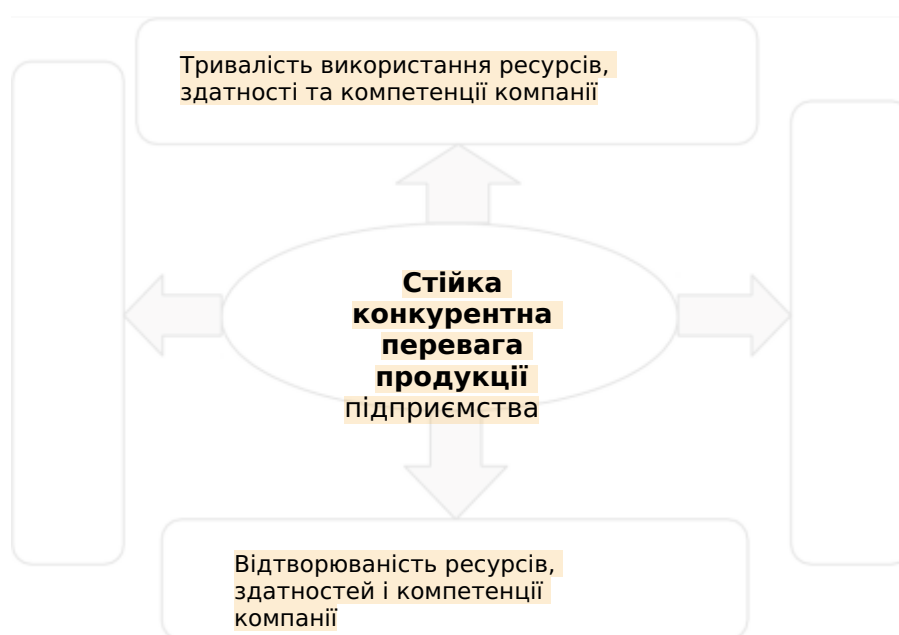 Тривалість використання ресурсів,
здатності та компетенції компанії
Стійка
конкурентна
перевага
продукції
підприємства
Відтворюваність ресурсів,
здатностей і компетенції
компанії